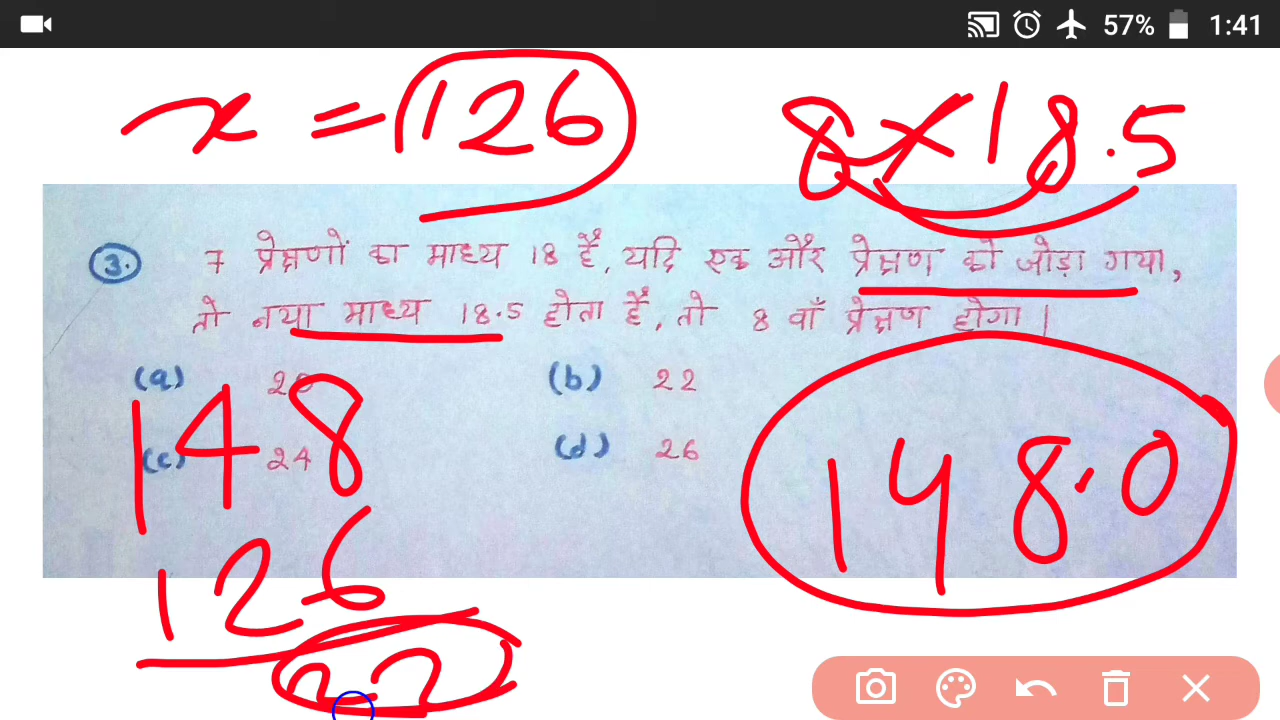 57% 1:41
x = 126
8 × 18.5
3. 7 प्रेक्षणों का माध्य 18 है, यदि एक और प्रेक्षण को जोड़ा गया,
तो नया माध्य 18.5 होता है, तो 8 वाँ प्रेक्षण होगा |
(a) (b) 22
(c) 24 (d) 26
148
148.0
126
22